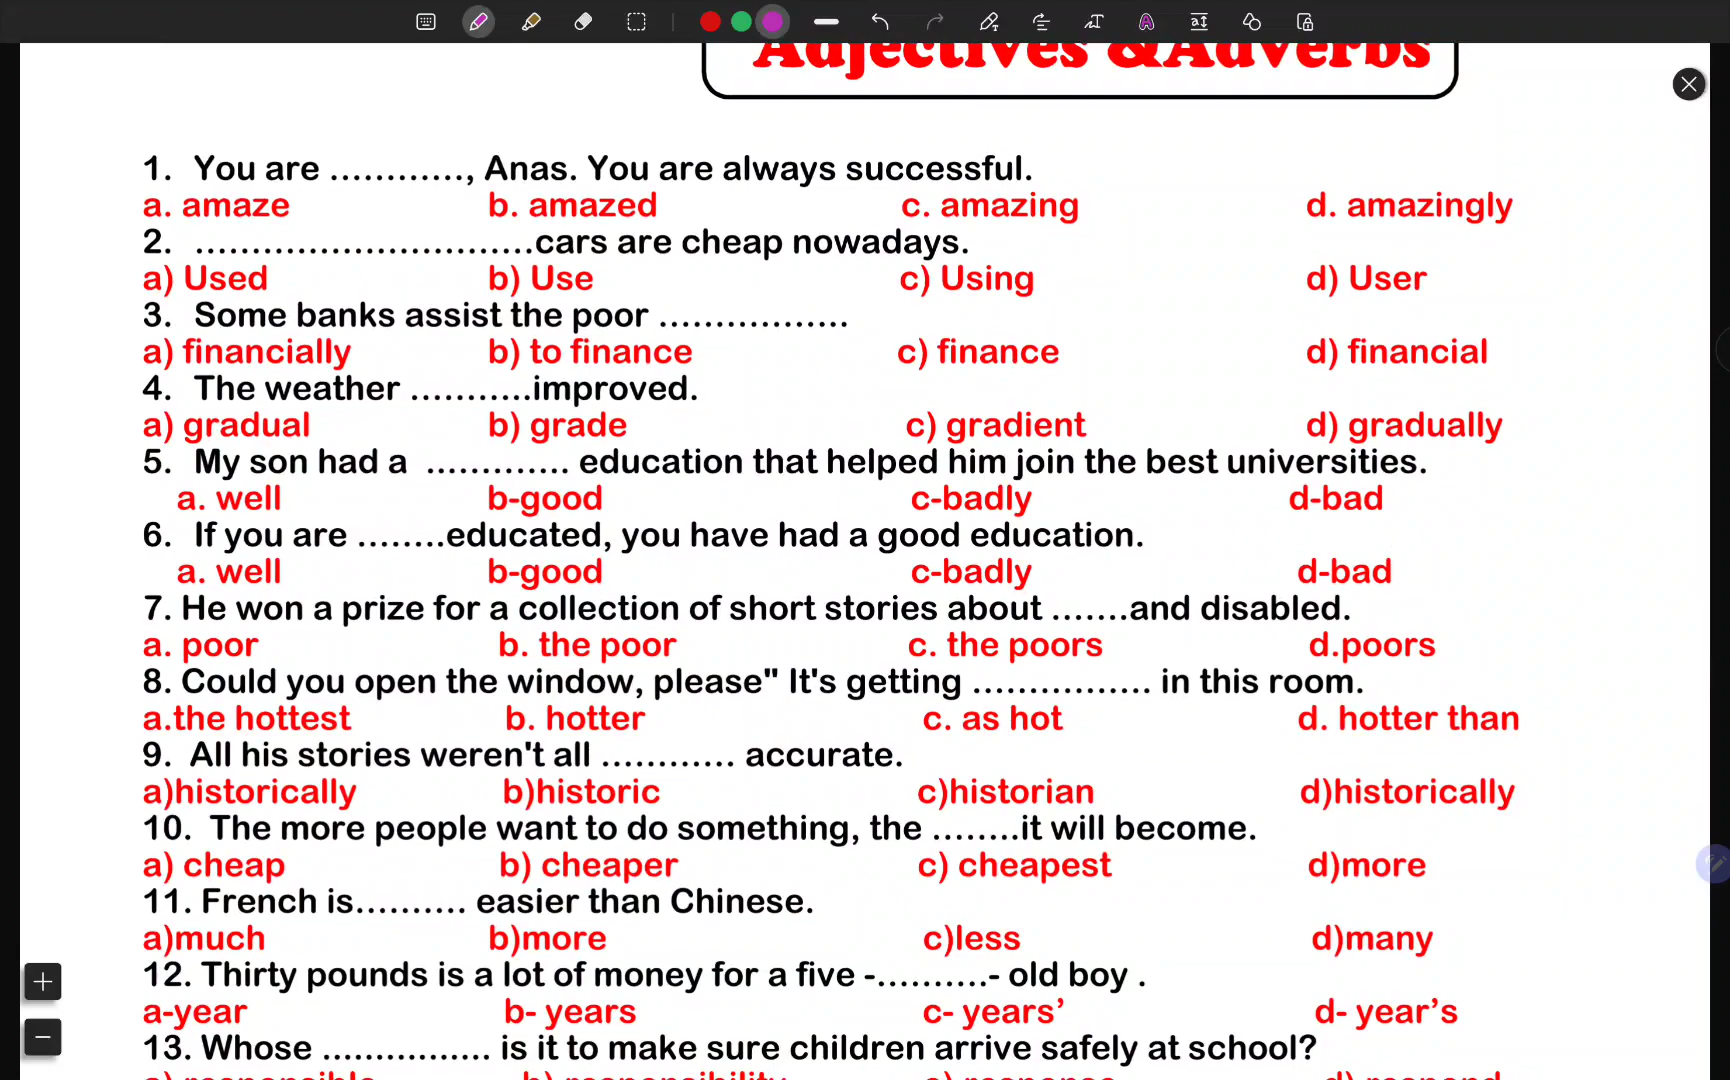 Adjectives &Adverbs
1. You are ............, Anas. You are always successful.
a. amaze b. amazed c. amazing d. amazingly
2. ..............................cars are cheap nowadays.
a) Used b) Use c) Using d) User
3. Some banks assist the poor .................
a) financially b) to finance c) finance d) financial
4. The weather ...........improved.
a) gradual b) grade c) gradient d) gradually
5. My son had a ............. education that helped him join the best universities.
a. well b-good c-badly d-bad
6. If you are ........educated, you have had a good education.
a. well b-good c-badly d-bad
7. He won a prize for a collection of short stories about .......and disabled.
a. poor b. the poor c. the poors d.poors
8. Could you open the window, please" It's getting ................ in this room.
a.the hottest b. hotter c. as hot d. hotter than
9. All his stories weren't all ............ accurate.
a)historically b)historic c)historian d)historically
10. The more people want to do something, the ........it will become.
a) cheap b) cheaper c) cheapest d)more
11. French is.......... easier than Chinese.
a)much b)more c)less d)many
12. Thirty pounds is a lot of money for a five -..........- old boy .
a-year b- years c- years’ d- year’s
13. Whose ............... is it to make sure children arrive safely at school?
a) responsible b) responsibility c) response d) respond